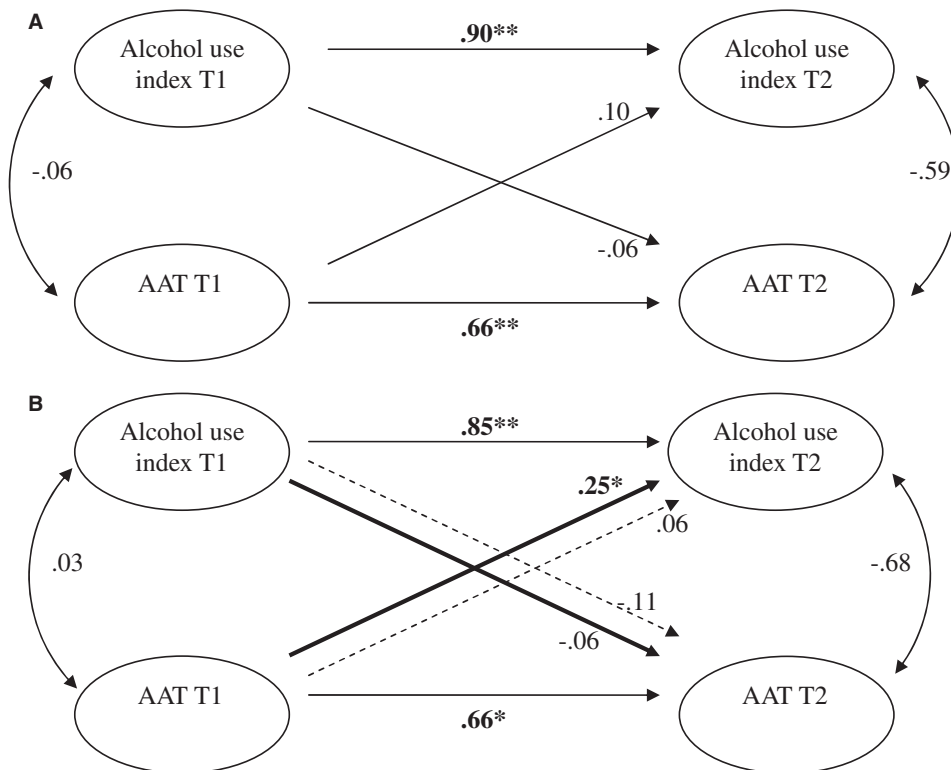 A
Alcohol use
index T1
.90**
Alcohol use
index T2
.10
-.06
-.59
-.06
AAT T1
AAT T2
.66**
B
Alcohol use
index T1
.85**
Alcohol use
index T2
.25*
.06
.03
-.68
-.11
-.06
AAT T1
AAT T2
.66*